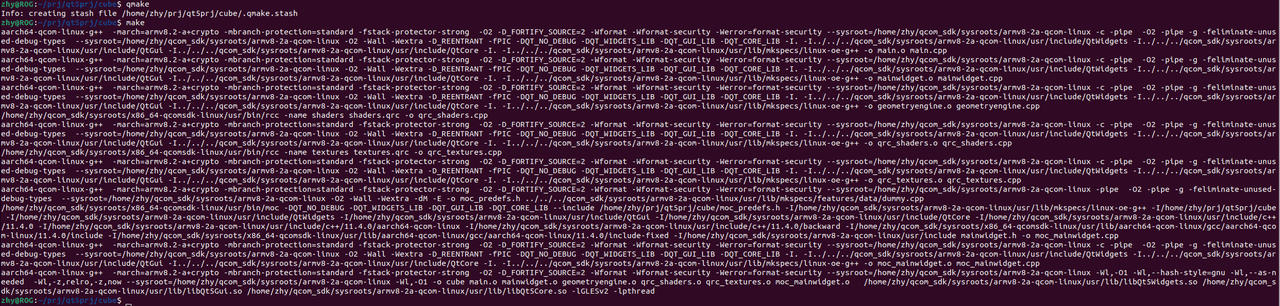 zhy@ROG:~/prj/qt5prj/cube$ qmake
Info: creating stash file /home/zhy/prj/qt5prj/cube/.qmake.stash
zhy@ROG:~/prj/qt5prj/cube$ make
aarch64-qcom-linux-g++  -march=armv8.2-a+crypto -mbranch-protection=standard -fstack-protector-strong  -O2 -D_FORTIFY_SOURCE=2 -Wformat -Wformat-security -Werror=format-security --sysroot=/home/zhy/qcom_sdk/sysroots/armv8-2a-qcom-linux -c -pipe  -O2 -pipe -g -feliminate-unus
ed-debug-types  --sysroot=/home/zhy/qcom_sdk/sysroots/armv8-2a-qcom-linux -O2 -Wall -Wextra -D_REENTRANT -fPIC -DQT_NO_DEBUG -DQT_WIDGETS_LIB -DQT_GUI_LIB -DQT_CORE_LIB -I. -I../../../qcom_sdk/sysroots/armv8-2a-qcom-linux/usr/include/QtWidgets -I../../../qcom_sdk/sysroots/ar
mv8-2a-qcom-linux/usr/include/QtGui -I../../../qcom_sdk/sysroots/armv8-2a-qcom-linux/usr/include/QtCore -I. -I../../../qcom_sdk/sysroots/armv8-2a-qcom-linux/usr/lib/mkspecs/linux-oe-g++ -o main.o main.cpp
aarch64-qcom-linux-g++  -march=armv8.2-a+crypto -mbranch-protection=standard -fstack-protector-strong  -O2 -D_FORTIFY_SOURCE=2 -Wformat -Wformat-security -Werror=format-security --sysroot=/home/zhy/qcom_sdk/sysroots/armv8-2a-qcom-linux -c -pipe  -O2 -pipe -g -feliminate-unus
ed-debug-types  --sysroot=/home/zhy/qcom_sdk/sysroots/armv8-2a-qcom-linux -O2 -Wall -Wextra -D_REENTRANT -fPIC -DQT_NO_DEBUG -DQT_WIDGETS_LIB -DQT_GUI_LIB -DQT_CORE_LIB -I. -I../../../qcom_sdk/sysroots/armv8-2a-qcom-linux/usr/include/QtWidgets -I../../../qcom_sdk/sysroots/ar
mv8-2a-qcom-linux/usr/include/QtGui -I../../../qcom_sdk/sysroots/armv8-2a-qcom-linux/usr/include/QtCore -I. -I../../../qcom_sdk/sysroots/armv8-2a-qcom-linux/usr/lib/mkspecs/linux-oe-g++ -o mainwidget.o mainwidget.cpp
aarch64-qcom-linux-g++  -march=armv8.2-a+crypto -mbranch-protection=standard -fstack-protector-strong  -O2 -D_FORTIFY_SOURCE=2 -Wformat -Wformat-security -Werror=format-security --sysroot=/home/zhy/qcom_sdk/sysroots/armv8-2a-qcom-linux -c -pipe  -O2 -pipe -g -feliminate-unus
ed-debug-types  --sysroot=/home/zhy/qcom_sdk/sysroots/armv8-2a-qcom-linux -O2 -Wall -Wextra -D_REENTRANT -fPIC -DQT_NO_DEBUG -DQT_WIDGETS_LIB -DQT_GUI_LIB -DQT_CORE_LIB -I. -I../../../qcom_sdk/sysroots/armv8-2a-qcom-linux/usr/include/QtWidgets -I../../../qcom_sdk/sysroots/ar
mv8-2a-qcom-linux/usr/include/QtGui -I../../../qcom_sdk/sysroots/armv8-2a-qcom-linux/usr/include/QtCore -I. -I../../../qcom_sdk/sysroots/armv8-2a-qcom-linux/usr/lib/mkspecs/linux-oe-g++ -o geometryengine.o geometryengine.cpp
/home/zhy/qcom_sdk/sysroots/x86_64-qcomsdk-linux/usr/bin/rcc -name shaders shaders.qrc -o qrc_shaders.cpp
aarch64-qcom-linux-g++  -march=armv8.2-a+crypto -mbranch-protection=standard -fstack-protector-strong  -O2 -D_FORTIFY_SOURCE=2 -Wformat -Wformat-security -Werror=format-security --sysroot=/home/zhy/qcom_sdk/sysroots/armv8-2a-qcom-linux -c -pipe  -O2 -pipe -g -feliminate-unus
ed-debug-types  --sysroot=/home/zhy/qcom_sdk/sysroots/armv8-2a-qcom-linux -O2 -Wall -Wextra -D_REENTRANT -fPIC -DQT_NO_DEBUG -DQT_WIDGETS_LIB -DQT_GUI_LIB -DQT_CORE_LIB -I. -I../../../qcom_sdk/sysroots/armv8-2a-qcom-linux/usr/include/QtWidgets -I../../../qcom_sdk/sysroots/ar
mv8-2a-qcom-linux/usr/include/QtGui -I../../../qcom_sdk/sysroots/armv8-2a-qcom-linux/usr/include/QtCore -I. -I../../../qcom_sdk/sysroots/armv8-2a-qcom-linux/usr/lib/mkspecs/linux-oe-g++ -o qrc_shaders.o qrc_shaders.cpp
/home/zhy/qcom_sdk/sysroots/x86_64-qcomsdk-linux/usr/bin/rcc -name textures textures.qrc -o qrc_textures.cpp
aarch64-qcom-linux-g++  -march=armv8.2-a+crypto -mbranch-protection=standard -fstack-protector-strong  -O2 -D_FORTIFY_SOURCE=2 -Wformat -Wformat-security -Werror=format-security --sysroot=/home/zhy/qcom_sdk/sysroots/armv8-2a-qcom-linux -c -pipe  -O2 -pipe -g -feliminate-unus
ed-debug-types  --sysroot=/home/zhy/qcom_sdk/sysroots/armv8-2a-qcom-linux -O2 -Wall -Wextra -D_REENTRANT -fPIC -DQT_NO_DEBUG -DQT_WIDGETS_LIB -DQT_GUI_LIB -DQT_CORE_LIB -I. -I../../../qcom_sdk/sysroots/armv8-2a-qcom-linux/usr/include/QtWidgets -I../../../qcom_sdk/sysroots/ar
mv8-2a-qcom-linux/usr/include/QtGui -I../../../qcom_sdk/sysroots/armv8-2a-qcom-linux/usr/include/QtCore -I. -I../../../qcom_sdk/sysroots/armv8-2a-qcom-linux/usr/lib/mkspecs/linux-oe-g++ -o qrc_textures.o qrc_textures.cpp
aarch64-qcom-linux-g++  -march=armv8.2-a+crypto -mbranch-protection=standard -fstack-protector-strong  -O2 -D_FORTIFY_SOURCE=2 -Wformat -Wformat-security -Werror=format-security --sysroot=/home/zhy/qcom_sdk/sysroots/armv8-2a-qcom-linux -pipe  -O2 -pipe -g -feliminate-unused-
debug-types  --sysroot=/home/zhy/qcom_sdk/sysroots/armv8-2a-qcom-linux -O2 -Wall -Wextra -dM -E -o moc_predefs.h ../../../qcom_sdk/sysroots/armv8-2a-qcom-linux/usr/lib/mkspecs/features/data/dummy.cpp
/home/zhy/qcom_sdk/sysroots/x86_64-qcomsdk-linux/usr/bin/moc -DQT_NO_DEBUG -DQT_WIDGETS_LIB -DQT_GUI_LIB -DQT_CORE_LIB --include /home/zhy/prj/qt5prj/cube/moc_predefs.h -I/home/zhy/qcom_sdk/sysroots/armv8-2a-qcom-linux/usr/lib/mkspecs/linux-oe-g++ -I/home/zhy/prj/qt5prj/cube
 -I/home/zhy/qcom_sdk/sysroots/armv8-2a-qcom-linux/usr/include/QtWidgets -I/home/zhy/qcom_sdk/sysroots/armv8-2a-qcom-linux/usr/include/QtGui -I/home/zhy/qcom_sdk/sysroots/armv8-2a-qcom-linux/usr/include/QtCore -I/home/zhy/qcom_sdk/sysroots/armv8-2a-qcom-linux/usr/include/c++
/11.4.0 -I/home/zhy/qcom_sdk/sysroots/armv8-2a-qcom-linux/usr/include/c++/11.4.0/aarch64-qcom-linux -I/home/zhy/qcom_sdk/sysroots/armv8-2a-qcom-linux/usr/include/c++/11.4.0/backward -I/home/zhy/qcom_sdk/sysroots/x86_64-qcomsdk-linux/usr/lib/aarch64-qcom-linux/gcc/aarch64-qco
m-linux/11.4.0/include -I/home/zhy/qcom_sdk/sysroots/x86_64-qcomsdk-linux/usr/lib/aarch64-qcom-linux/gcc/aarch64-qcom-linux/11.4.0/include-fixed -I/home/zhy/qcom_sdk/sysroots/armv8-2a-qcom-linux/usr/include mainwidget.h -o moc_mainwidget.cpp
aarch64-qcom-linux-g++  -march=armv8.2-a+crypto -mbranch-protection=standard -fstack-protector-strong  -O2 -D_FORTIFY_SOURCE=2 -Wformat -Wformat-security -Werror=format-security --sysroot=/home/zhy/qcom_sdk/sysroots/armv8-2a-qcom-linux -c -pipe  -O2 -pipe -g -feliminate-unus
ed-debug-types  --sysroot=/home/zhy/qcom_sdk/sysroots/armv8-2a-qcom-linux -O2 -Wall -Wextra -D_REENTRANT -fPIC -DQT_NO_DEBUG -DQT_WIDGETS_LIB -DQT_GUI_LIB -DQT_CORE_LIB -I. -I../../../qcom_sdk/sysroots/armv8-2a-qcom-linux/usr/include/QtWidgets -I../../../qcom_sdk/sysroots/ar
mv8-2a-qcom-linux/usr/include/QtGui -I../../../qcom_sdk/sysroots/armv8-2a-qcom-linux/usr/include/QtCore -I. -I../../../qcom_sdk/sysroots/armv8-2a-qcom-linux/usr/lib/mkspecs/linux-oe-g++ -o moc_mainwidget.o moc_mainwidget.cpp
aarch64-qcom-linux-g++  -march=armv8.2-a+crypto -mbranch-protection=standard -fstack-protector-strong  -O2 -D_FORTIFY_SOURCE=2 -Wformat -Wformat-security -Werror=format-security --sysroot=/home/zhy/qcom_sdk/sysroots/armv8-2a-qcom-linux -Wl,-O1 -Wl,--hash-style=gnu -Wl,--as-n
eeded  -Wl,-z,relro,-z,now --sysroot=/home/zhy/qcom_sdk/sysroots/armv8-2a-qcom-linux -Wl,-O1 -o cube main.o mainwidget.o geometryengine.o qrc_shaders.o qrc_textures.o moc_mainwidget.o   /home/zhy/qcom_sdk/sysroots/armv8-2a-qcom-linux/usr/lib/libQt5Widgets.so /home/zhy/qcom_s
dk/sysroots/armv8-2a-qcom-linux/usr/lib/libQt5Gui.so /home/zhy/qcom_sdk/sysroots/armv8-2a-qcom-linux/usr/lib/libQt5Core.so -lGLESv2 -lpthread
zhy@ROG:~/prj/qt5prj/cube$